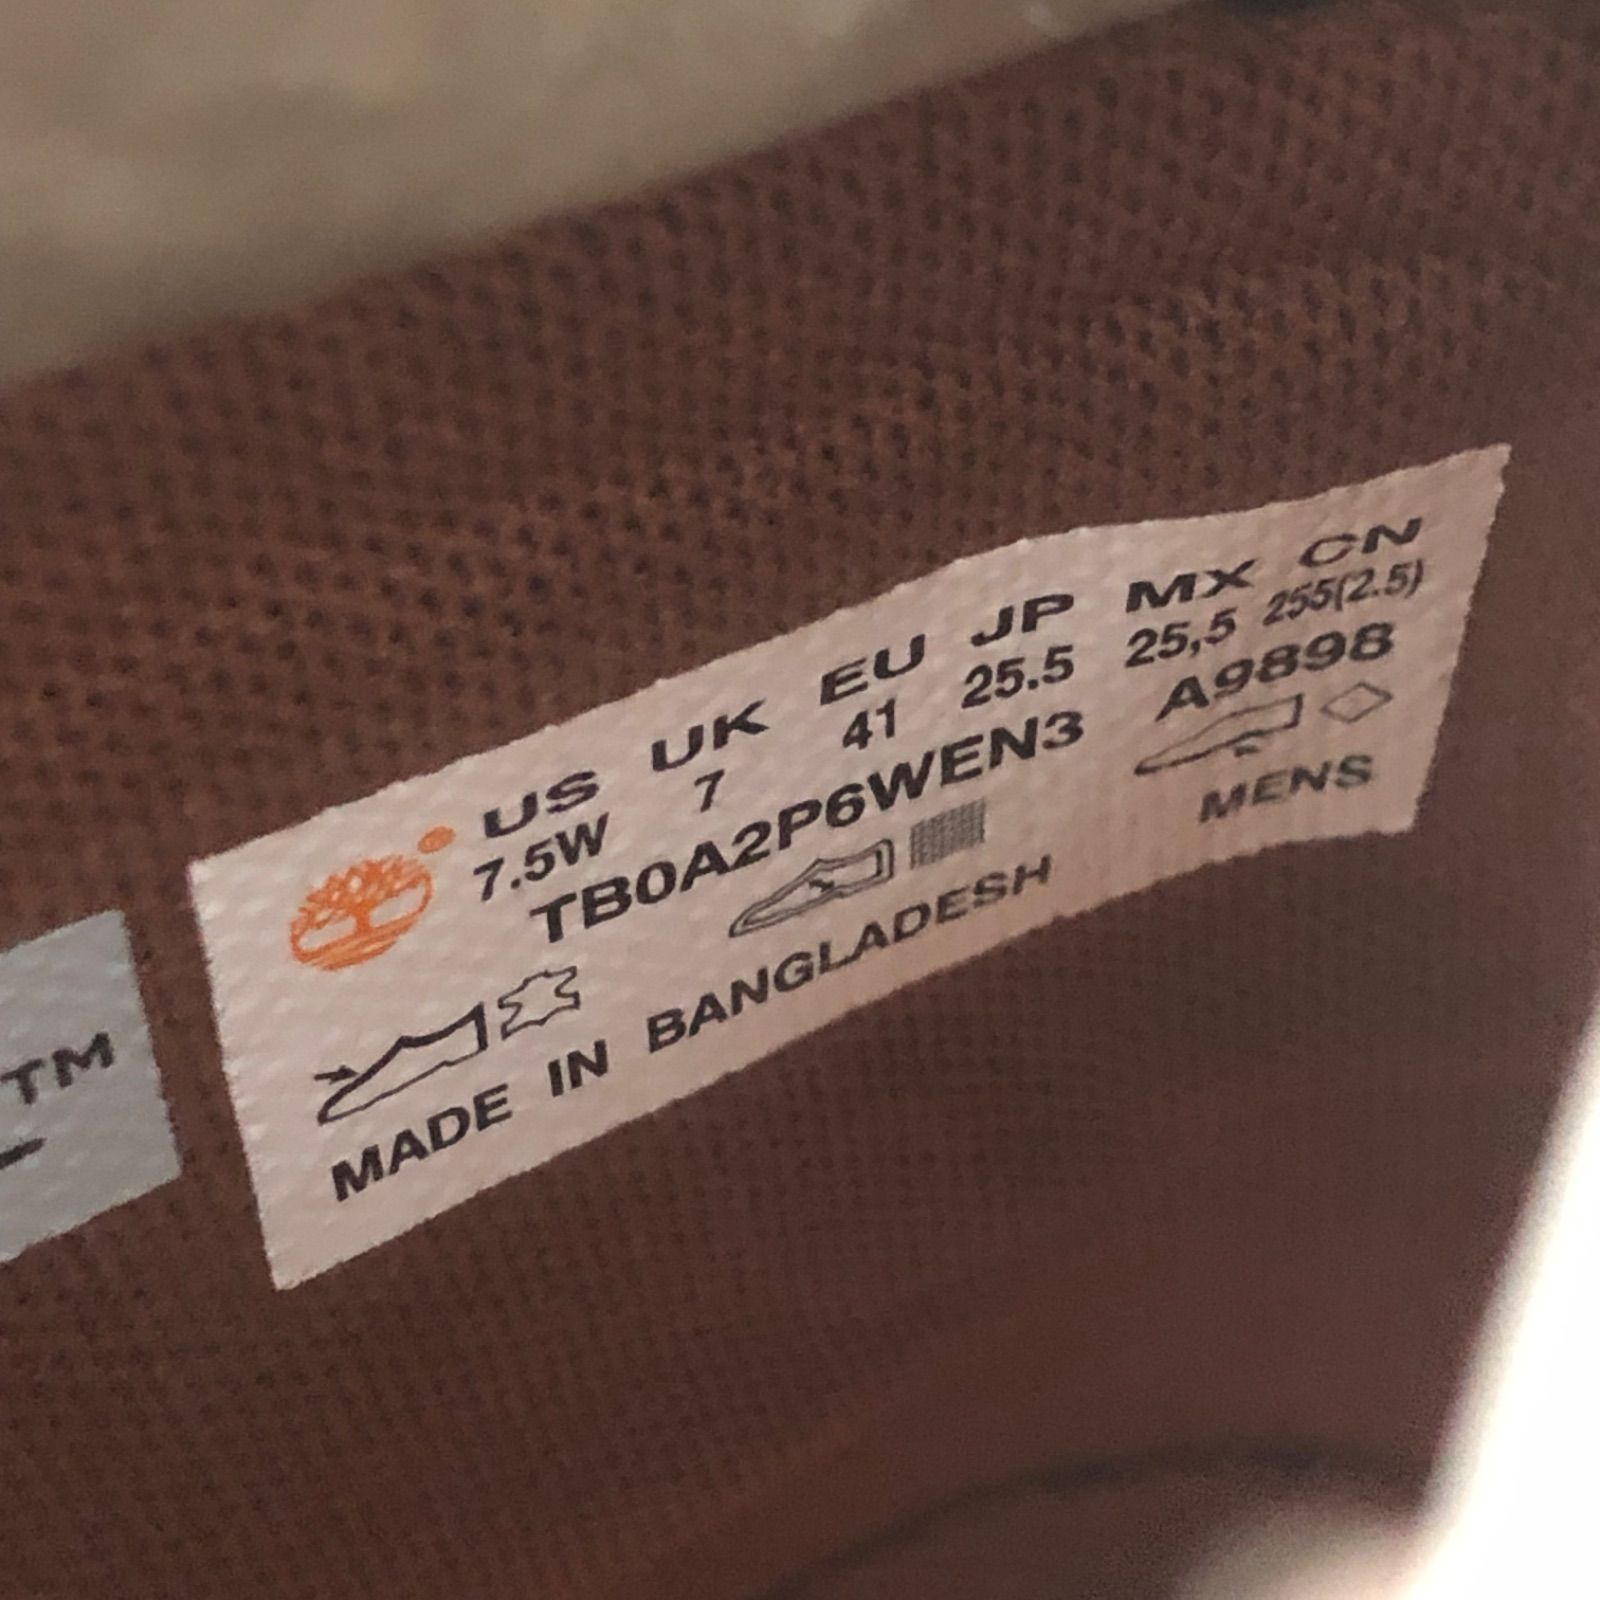 TM
US UK EU JP MX CN
7.5W 7 41 25.5 25,5 255(2.5)
TB0A2P6WEN3 A9898
MENS
MADE IN BANGLADESH